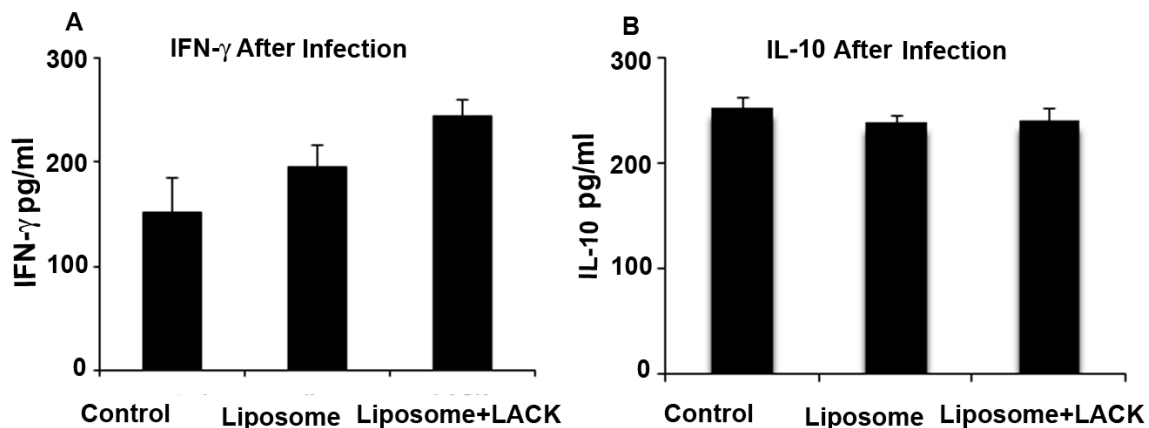 A
IFN-γ After Infection
300
200
100
0
IFN-γ pg/ml
Control
Liposome
Liposome+LACK
B
IL-10 After Infection
300
200
100
0
IL-10 pg/ml
Control
Liposome
Liposome+LACK